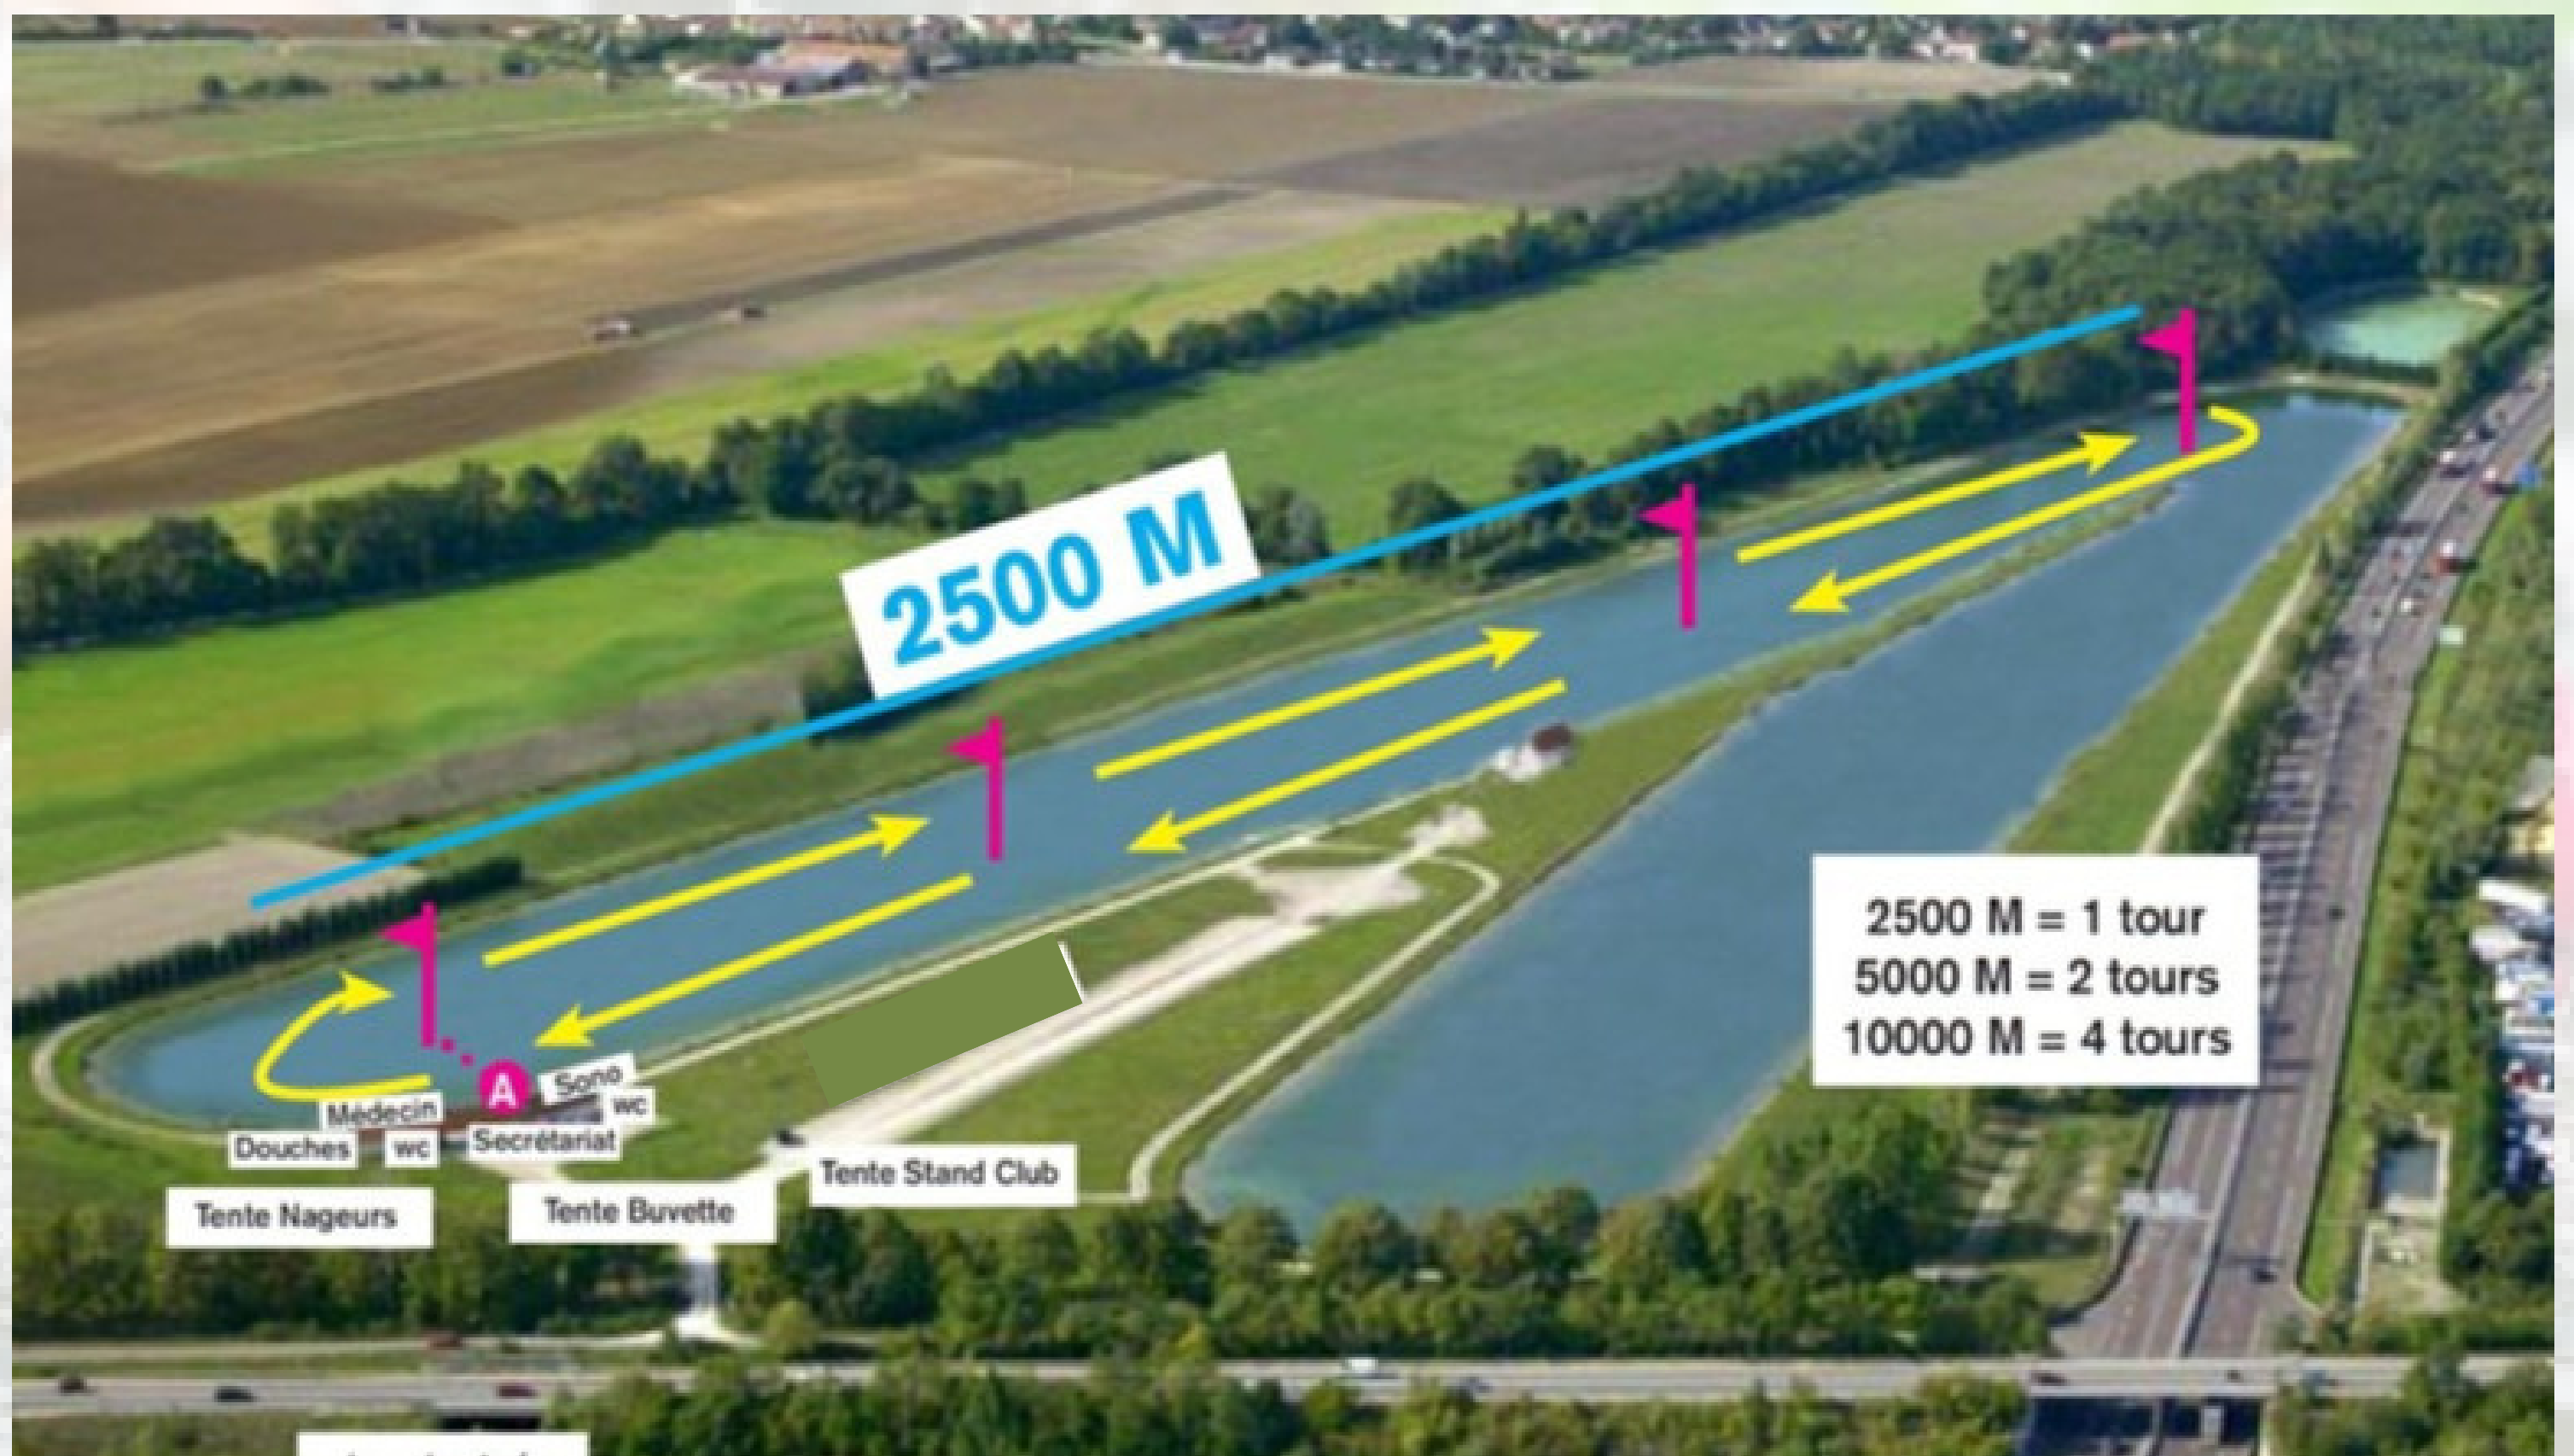 2500 M
2500 M = 1 tour
5000 M = 2 tours
10000 M = 4 tours
A
Sono
Médecin
wc
Douches
wc
Secrétariat
Tente Stand Club
Tente Nageurs
Tente Buvette